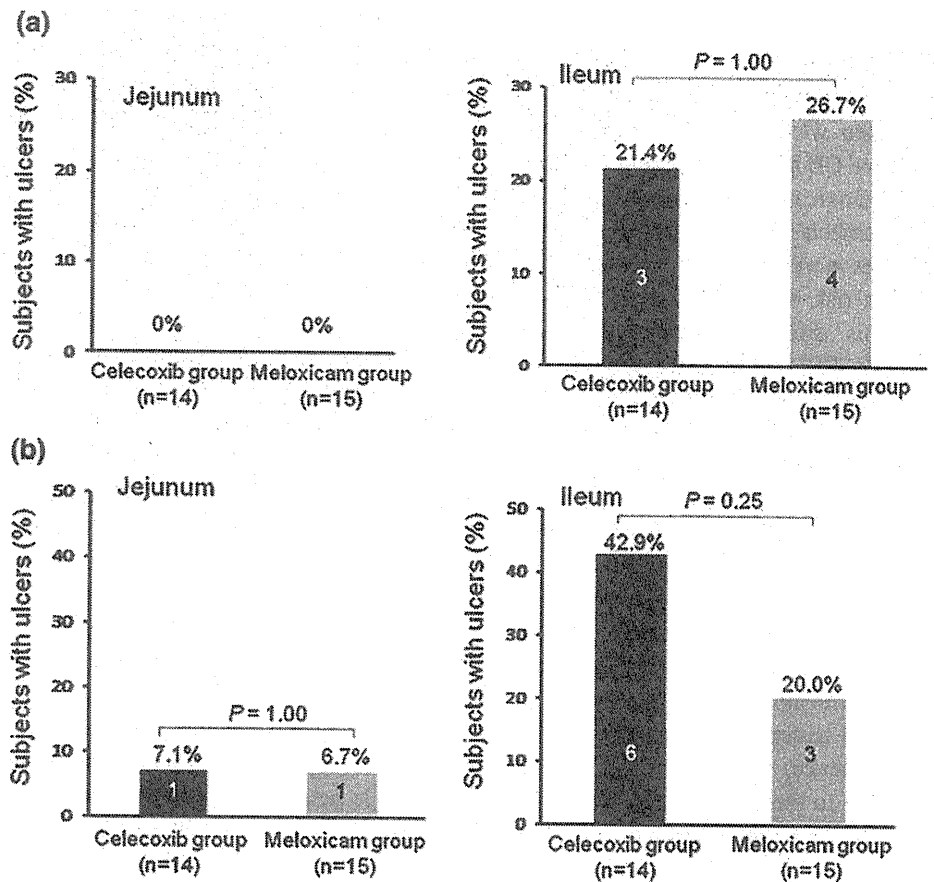 (a)
Subjects with ulcers (%)
30
20
10
0
Jejunum
0%
0%
Celecoxib group
(n=14)
Meloxicam group
(n=15)
Subjects with ulcers (%)
30
20
10
0
Ileum
P = 1.00
21.4%
26.7%
3
4
Celecoxib group
(n=14)
Meloxicam group
(n=15)
(b)
Subjects with ulcers (%)
50
40
30
20
10
0
Jejunum
P = 1.00
7.1%
6.7%
1
1
Celecoxib group
(n=14)
Meloxicam group
(n=15)
Subjects with ulcers (%)
50
40
30
20
10
0
Ileum
P = 0.25
42.9%
20.0%
6
3
Celecoxib group
(n=14)
Meloxicam group
(n=15)